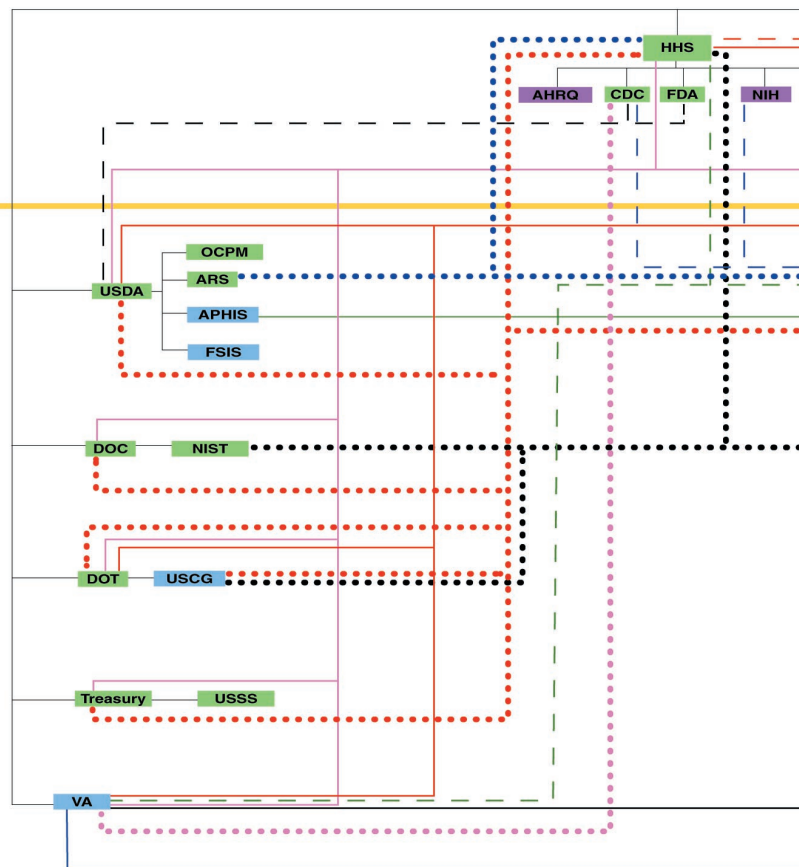 HHS
AHRQ CDC FDA NIH
OCPM
ARS
USDA
APHIS
FSIS
DOC NIST
DOT USCG
Treasury USSS
VA